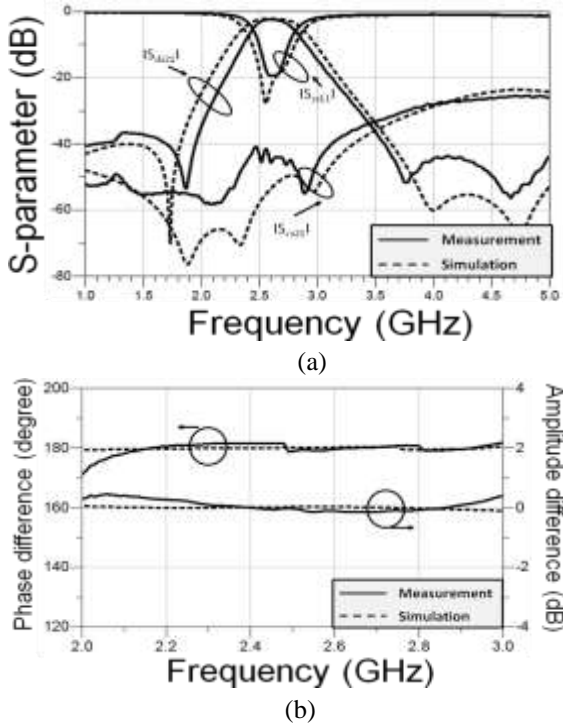 S-parameter (dB)
0
-20
-40
-60
-80
Measurement
Simulation
1.0 1.5 2.0 2.5 3.0 3.5 4.0 4.5 5.0
Frequency (GHz)
(a)
Phase difference (degree)
200
180
160
140
120
Amplitude difference (dB)
4
2
0
-2
-4
Measurement
Simulation
2.0 2.2 2.4 2.6 2.8 3.0
Frequency (GHz)
(b)